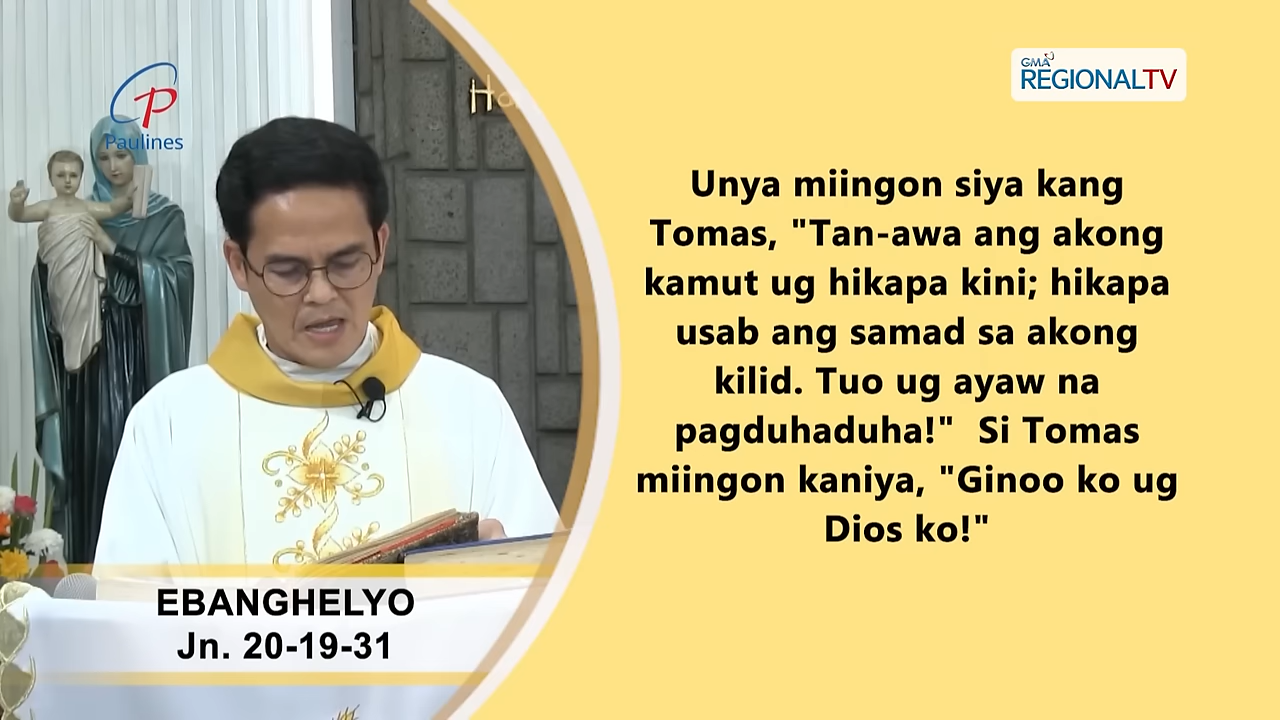 Paulines
GMA
REGIONALTV
Unya miingon siya kang
Tomas, "Tan-awa ang akong
kamut ug hikapa kini; hikapa
usab ang samad sa akong
kilid. Tuo ug ayaw na
pagduhaduha!"  Si Tomas
miingon kaniya, "Ginoo ko ug
Dios ko!"
EBANGHELYO
Jn. 20-19-31